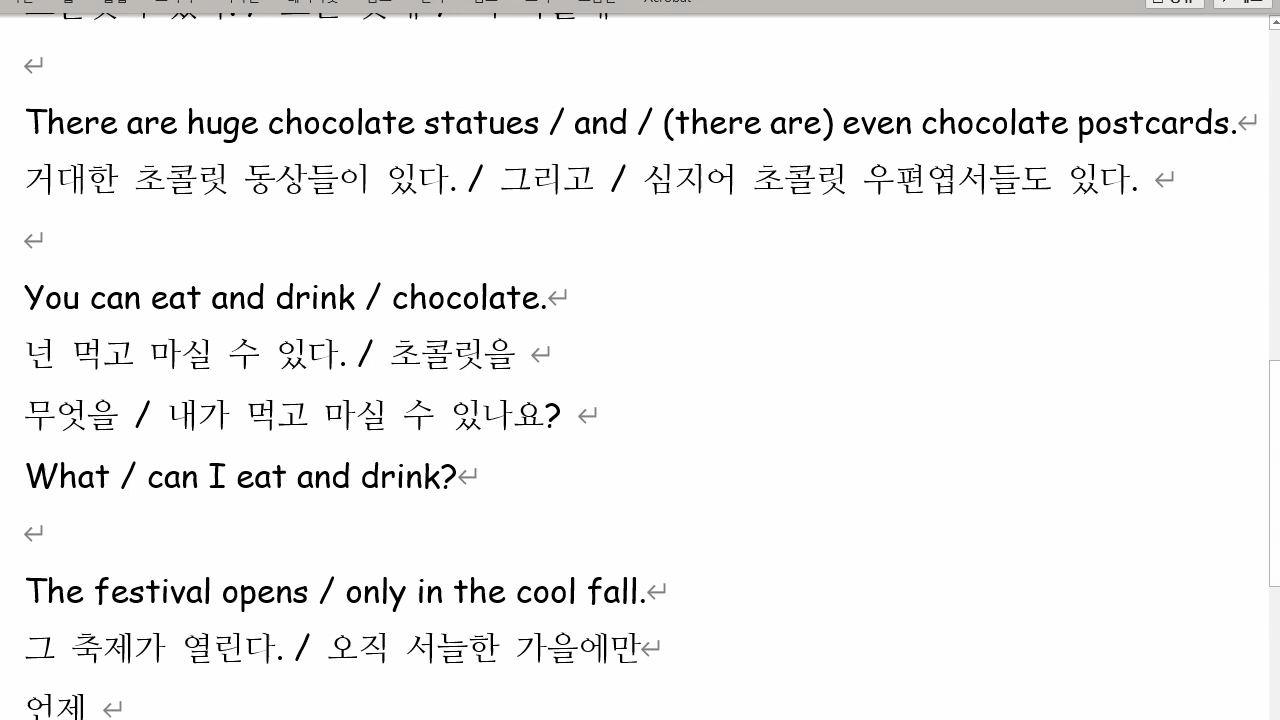 There are huge chocolate statues / and / (there are) even chocolate postcards.
거대한 초콜릿 동상들이 있다. / 그리고 / 심지어 초콜릿 우편엽서들도 있다.
You can eat and drink / chocolate.
넌 먹고 마실 수 있다. / 초콜릿을
무엇을 / 내가 먹고 마실 수 있나요?
What / can I eat and drink?
The festival opens / only in the cool fall.
그 축제가 열린다. / 오직 서늘한 가을에만
언제